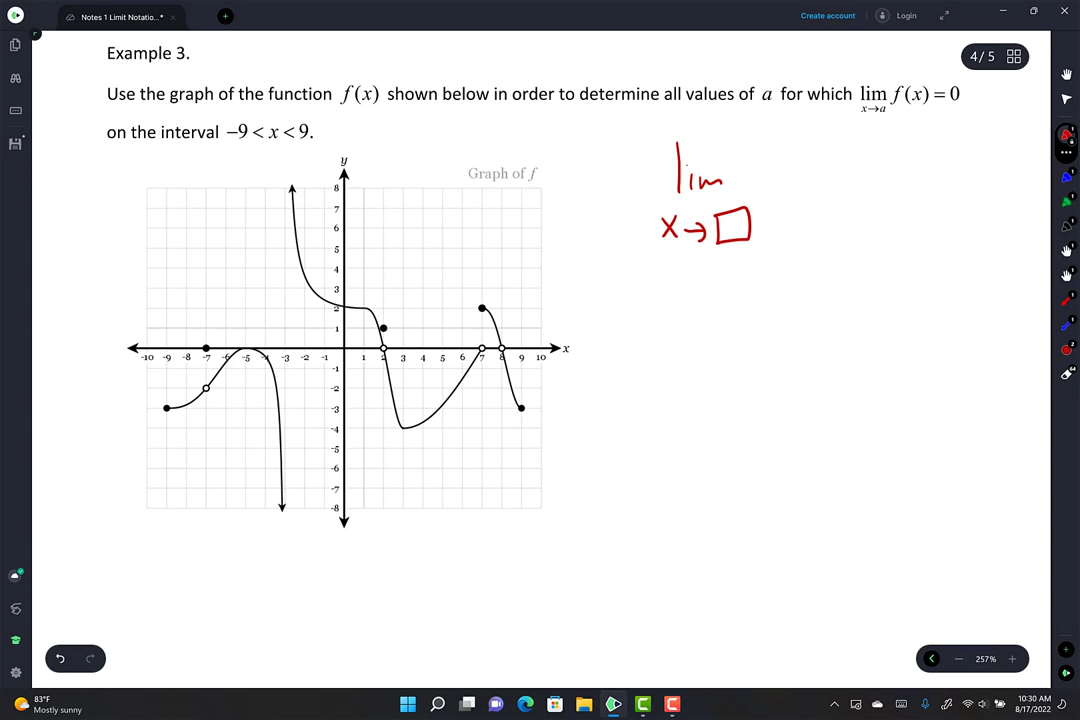 Notes 1 Limit Notatio...*
Create account
Login
Example 3.
4 / 5
Use the graph of the function f(x) shown below in order to determine all values of a for which lim f(x) = 0
x→a
on the interval −9 < x < 9.
Graph of f
y
8
7
6
5
4
3
2
1
-10 -9 -8 -7 -6 -5 -4 -3 -2 -1 1 2 3 4 5 6 7 8 9 10 x
-1
-2
-3
-4
-5
-6
-7
-8
lim
x→□
257%
83°F
Mostly sunny
10:30 AM
8/17/2022